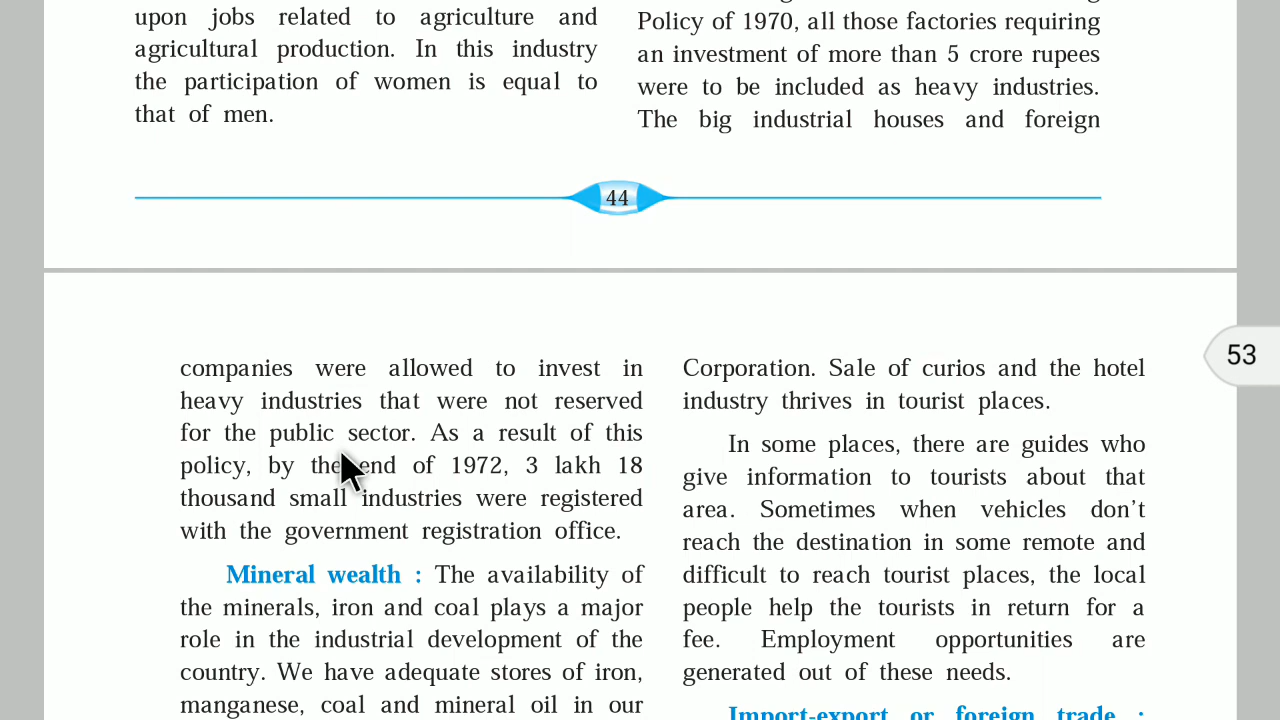 upon jobs related to agriculture and
agricultural production. In this industry
the participation of women is equal to
that of men.
Policy of 1970, all those factories requiring
an investment of more than 5 crore rupees
were to be included as heavy industries.
The big industrial houses and foreign
44
companies were allowed to invest in
heavy industries that were not reserved
for the public sector. As a result of this
policy, by the end of 1972, 3 lakh 18
thousand small industries were registered
with the government registration office.
Mineral wealth : The availability of
the minerals, iron and coal plays a major
role in the industrial development of the
country. We have adequate stores of iron,
manganese, coal and mineral oil in our
Corporation. Sale of curios and the hotel
industry thrives in tourist places.
In some places, there are guides who
give information to tourists about that
area. Sometimes when vehicles don't
reach the destination in some remote and
difficult to reach tourist places, the local
people help the tourists in return for a
fee. Employment opportunities are
generated out of these needs.
Import-export or foreign trade :
53